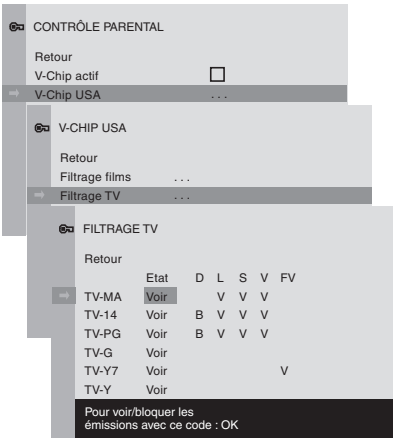 CONTRÔLE PARENTAL
Retour
V-Chip actif
V-Chip USA ...
V-CHIP USA
Retour
Filtrage films ...
Filtrage TV ...
FILTRAGE TV
Retour
Etat D L S V FV
TV-MA Voir V V V
TV-14 Voir B V V V
TV-PG Voir B V V V
TV-G Voir
TV-Y7 Voir V
TV-Y Voir
Pour voir/bloquer les
émissions avec ce code : OK